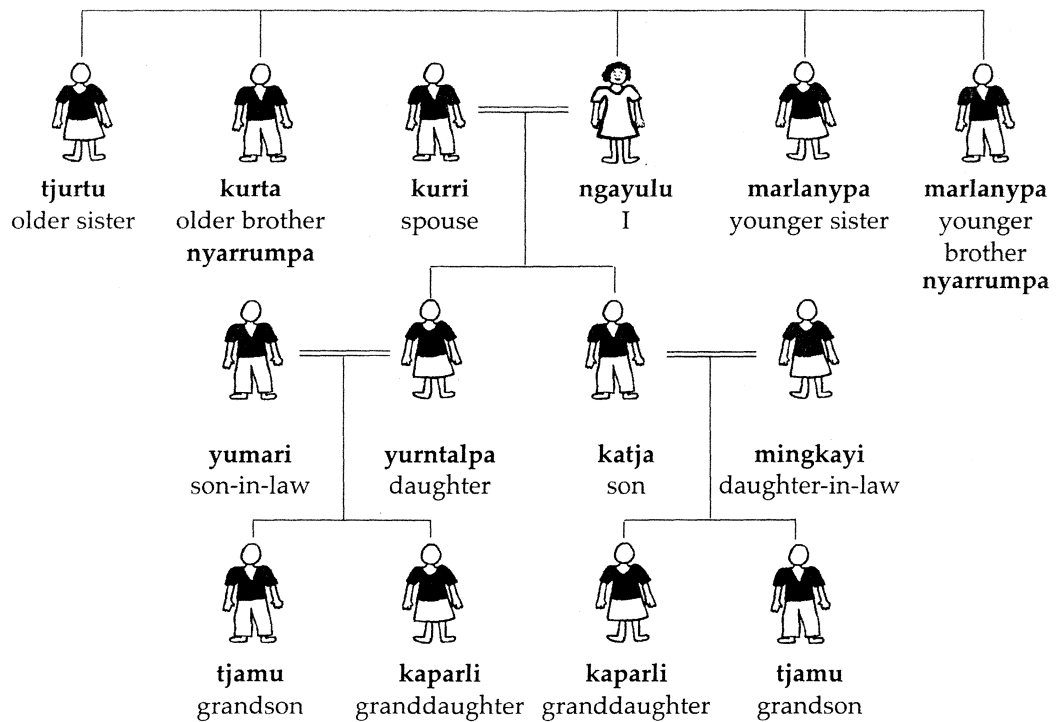 tjurtu kurta kurri ngayulu marlanypa marlanypa
older sister older brother spouse I younger sister younger
nyarrumpa brother
nyarrumpa
yumari yurntalpa katja mingkayi
son-in-law daughter son daughter-in-law
tjamu kaparli kaparli tjamu
grandson granddaughter granddaughter grandson